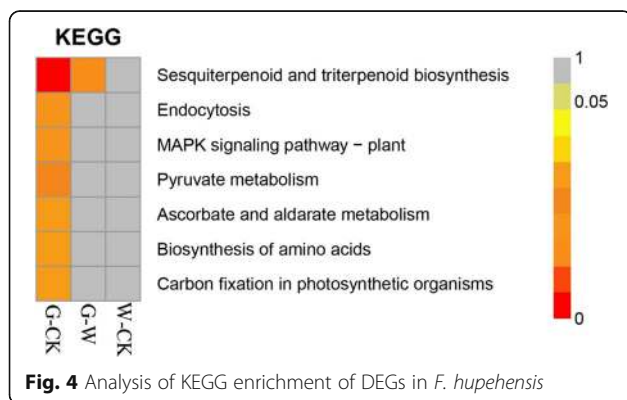 KEGG
Sesquiterpenoid and triterpenoid biosynthesis
Endocytosis
MAPK signaling pathway − plant
Pyruvate metabolism
Ascorbate and aldarate metabolism
Biosynthesis of amino acids
Carbon fixation in photosynthetic organisms
G-CK
G-W
W-CK
1
0.05
0
Fig. 4 Analysis of KEGG enrichment of DEGs in F. hupehensis